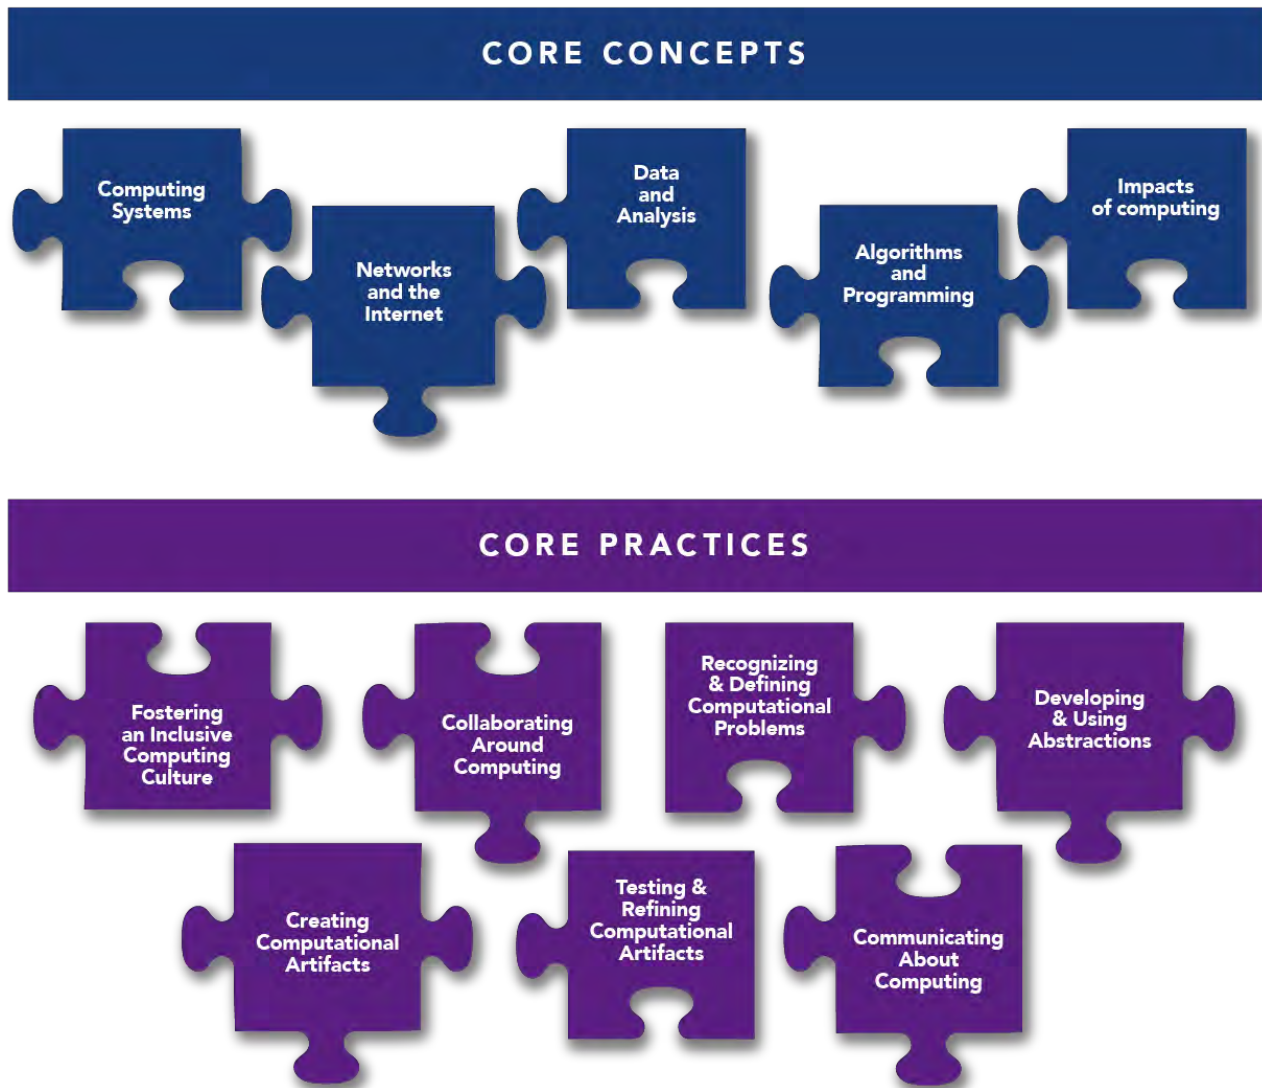 CORE CONCEPTS
Computing
Systems
Networks
and the
Internet
Data
and
Analysis
Algorithms
and
Programming
Impacts
of computing
CORE PRACTICES
Fostering
an Inclusive
Computing
Culture
Collaborating
Around
Computing
Recognizing
& Defining
Computational
Problems
Developing
& Using
Abstractions
Creating
Computational
Artifacts
Testing &
Refining
Computational
Artifacts
Communicating
About
Computing